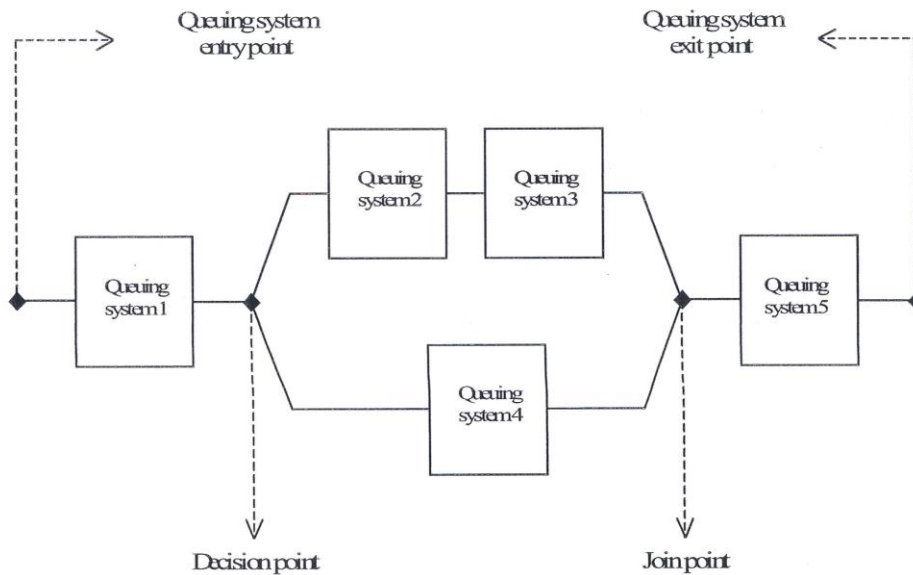 Queuing system
entry point
Queuing system
exit point
Queuing
system2
Queuing
system3
Queuing
system1
Queuing
system5
Queuing
system4
Decision point
Join point